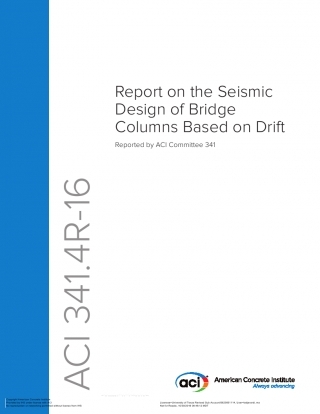 Report on the Seismic
Design of Bridge
Columns Based on Drift
Reported by ACI Committee 341
ACI 341.4R-16
aci
American Concrete Institute
Always advancing